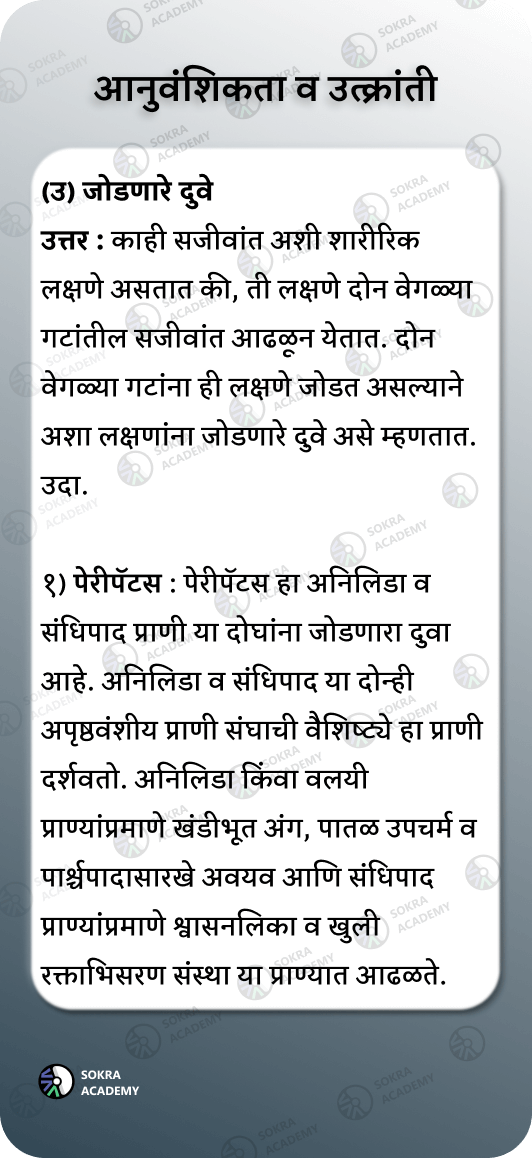 आनुवंशिकता व उत्क्रांती
(उ) जोडणारे दुवे
उत्तर : काही सजीवांत अशी शारीरिक
लक्षणे असतात की, ती लक्षणे दोन वेगळ्या
गटांतील सजीवांत आढळून येतात. दोन
वेगळ्या गटांना ही लक्षणे जोडत असल्याने
अशा लक्षणांना जोडणारे दुवे असे म्हणतात.
उदा.
१) पेरीपॅटस : पेरीपॅटस हा अनिलिडा व
संधिपाद प्राणी या दोघांना जोडणारा दुवा
आहे. अनिलिडा व संधिपाद या दोन्ही
अपृष्ठवंशीय प्राणी संघाची वैशिष्ट्ये हा प्राणी
दर्शवतो. अनिलिडा किंवा वलयी
प्राण्यांप्रमाणे खंडीभूत अंग, पातळ उपचर्म व
पार्श्चपादासारखे अवयव आणि संधिपाद
प्राण्यांप्रमाणे श्वासनलिका व खुली
रक्ताभिसरण संस्था या प्राण्यात आढळते.
SOKRA
ACADEMY